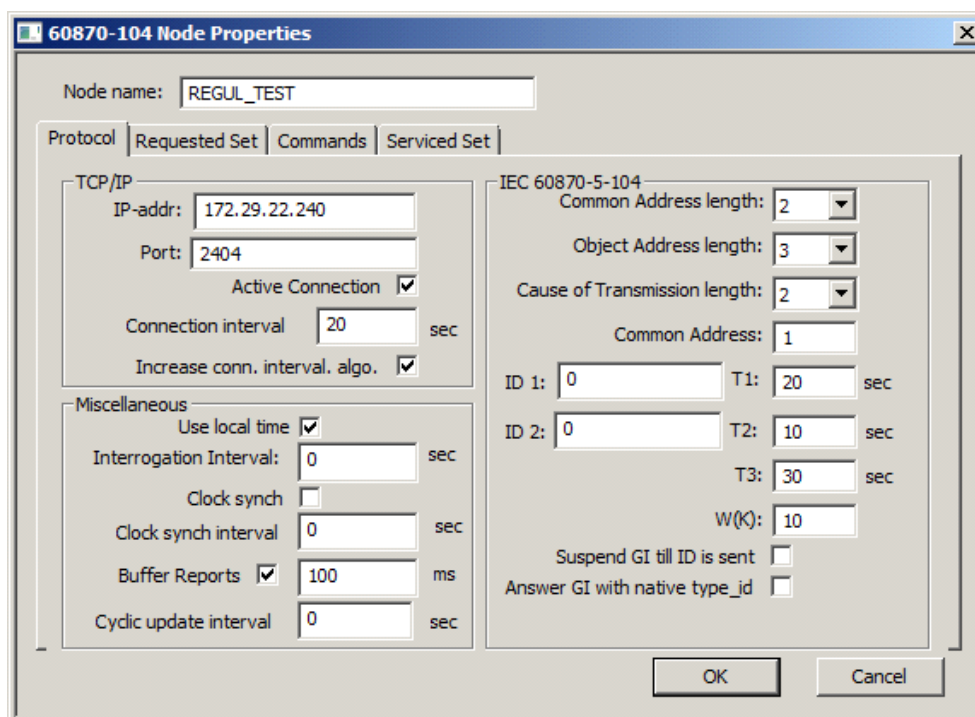 60870-104 Node Properties
Node name: REGUL_TEST
Protocol Requested Set Commands Serviced Set
TCP/IP
IP-addr: 172.29.22.240
Port: 2404
Active Connection
Connection interval 20 sec
Increase conn. interval. algo.
Miscellaneous
Use local time
Interrogation Interval: 0 sec
Clock synch
Clock synch interval 0 sec
Buffer Reports 100 ms
Cyclic update interval 0 sec
IEC 60870-5-104
Common Address length: 2
Object Address length: 3
Cause of Transmission length: 2
Common Address: 1
ID 1: 0 T1: 20 sec
ID 2: 0 T2: 10 sec
T3: 30 sec
W(K): 10
Suspend GI till ID is sent
Answer GI with native type_id
OK Cancel